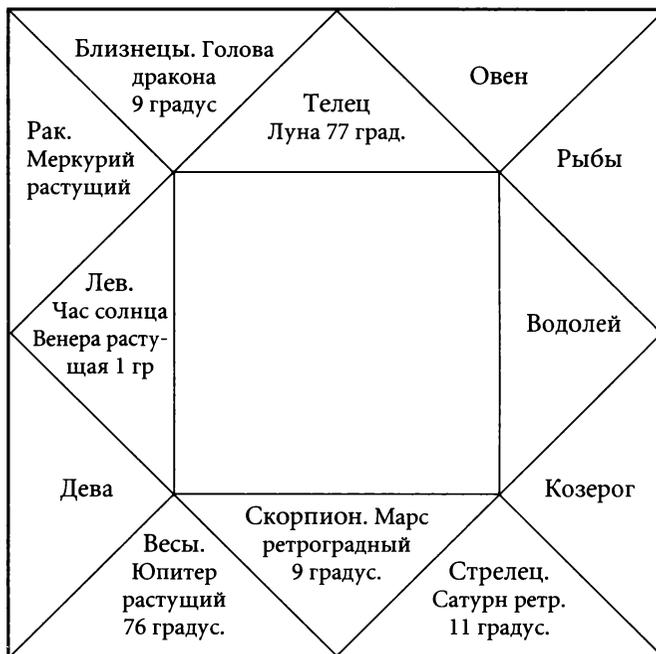 Близнецы. Голова
дракона
9 градус
Телец
Луна 77 град.
Овен
Рак.
Меркурий
растущий
Рыбы
Лев.
Час солнца
Венера расту-
щая 1 гр
Водолей
Дева
Козерог
Весы.
Юпитер
растущий
76 градус.
Скорпион. Марс
ретроградный
9 градус.
Стрелец.
Сатурн ретр.
11 градус.